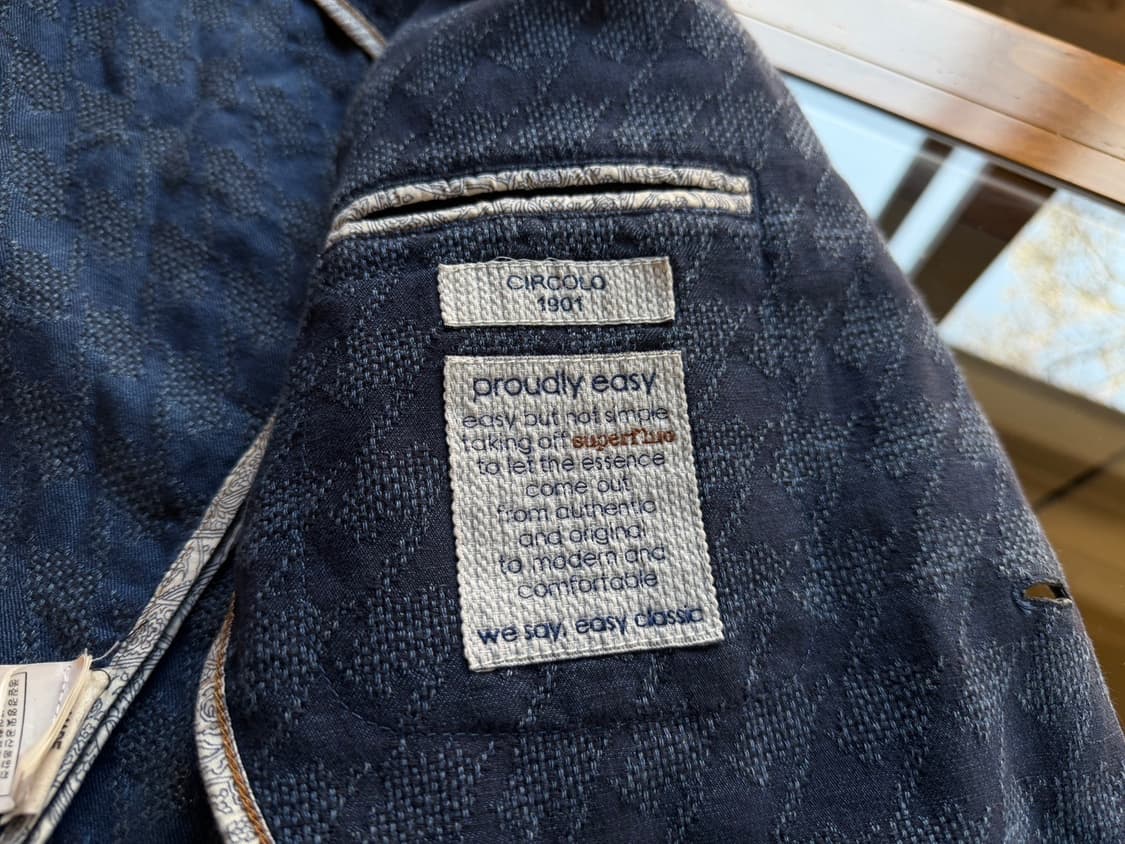 CIRCOLO
1901
proudly easy
easy but not simple
taking off superfluo
to let the essence
come out
from authentic
and original
to modern and
comfortable
we say, easy classic